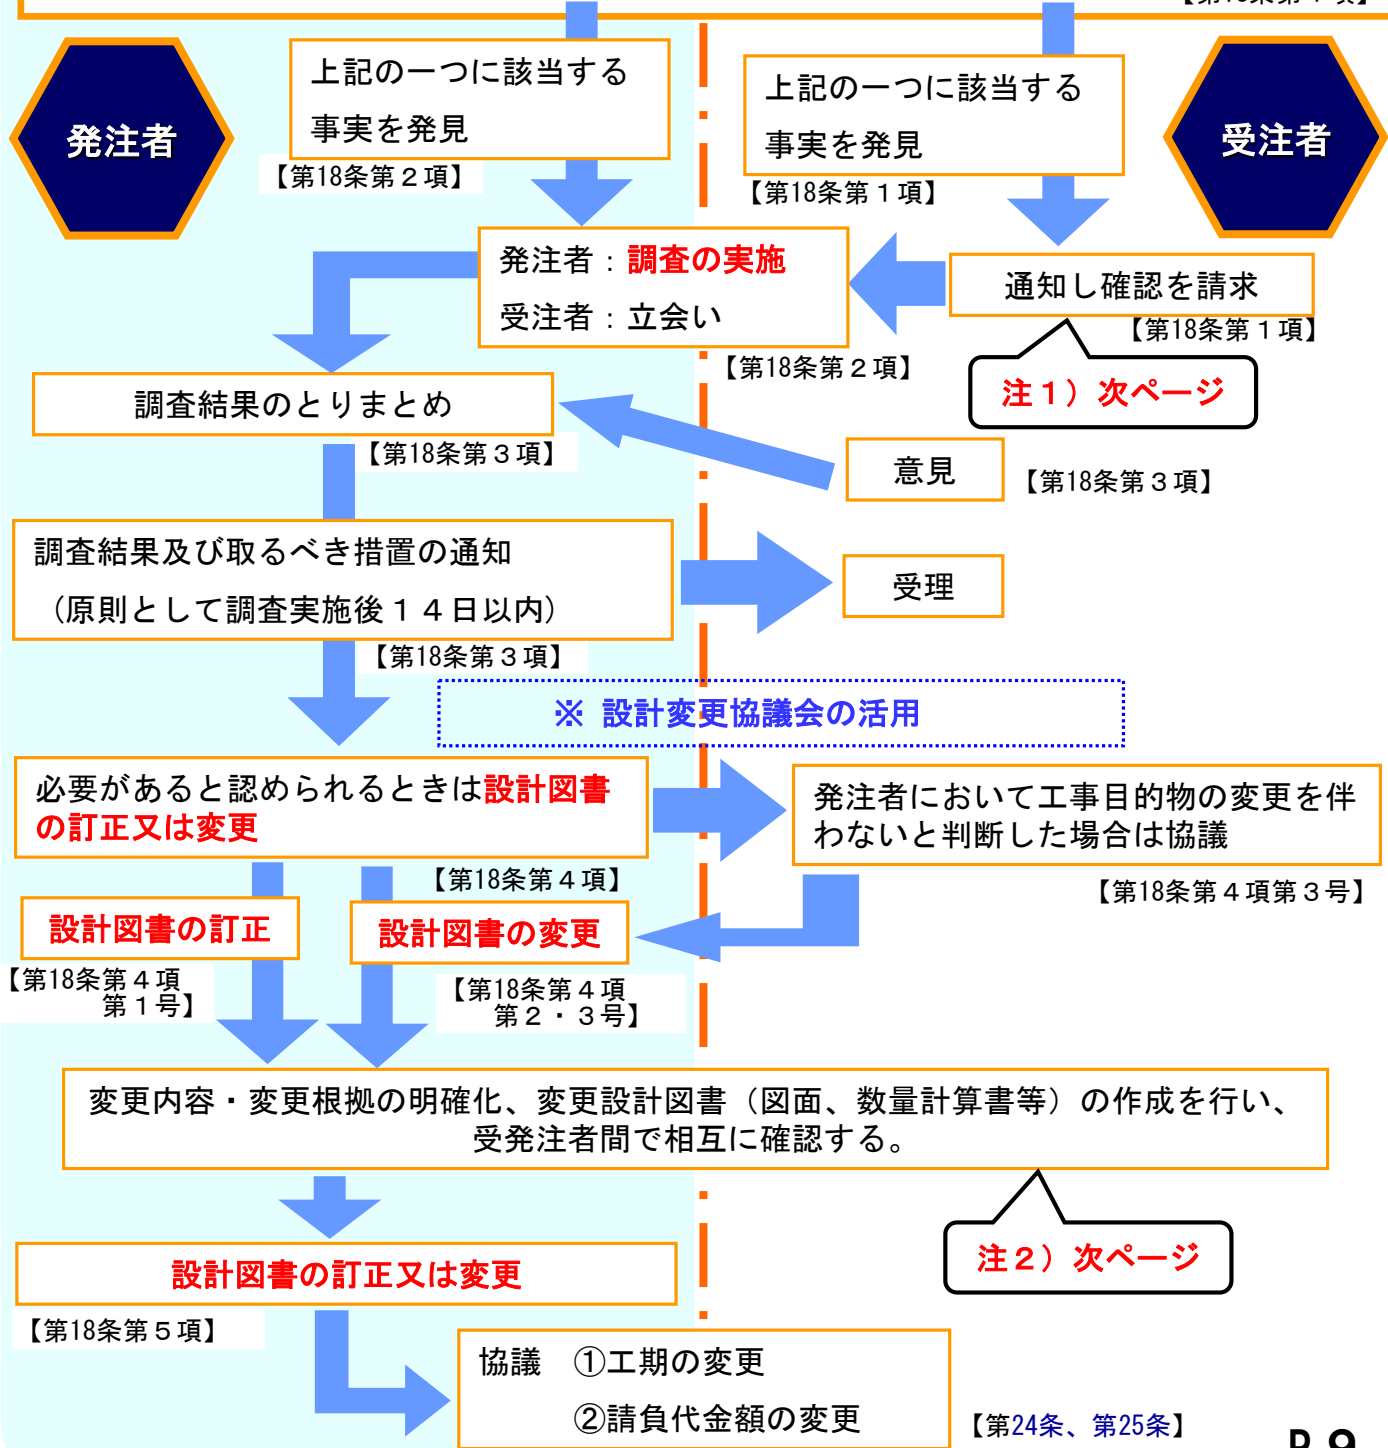 発注者
上記の一つに該当する
事実を発見
【第18条第２項】
上記の一つに該当する
事実を発見
【第18条第１項】
受注者
発注者：調査の実施
受注者：立会い
【第18条第２項】
通知し確認を請求
【第18条第１項】
注１）次ページ
調査結果のとりまとめ
【第18条第３項】
意見
【第18条第３項】
調査結果及び取るべき措置の通知
（原則として調査実施後１４日以内）
【第18条第３項】
受理
※ 設計変更協議会の活用
必要があると認められるときは設計図書
の訂正又は変更
【第18条第４項】
発注者において工事目的物の変更を伴
わないと判断した場合は協議
【第18条第４項第３号】
設計図書の訂正
【第18条第４項
第１号】
設計図書の変更
【第18条第４項
第２・３号】
変更内容・変更根拠の明確化、変更設計図書（図面、数量計算書等）の作成を行い、
受発注者間で相互に確認する。
注２）次ページ
設計図書の訂正又は変更
【第18条第５項】
協議　①工期の変更
②請負代金額の変更
【第24条、第25条】
P.9